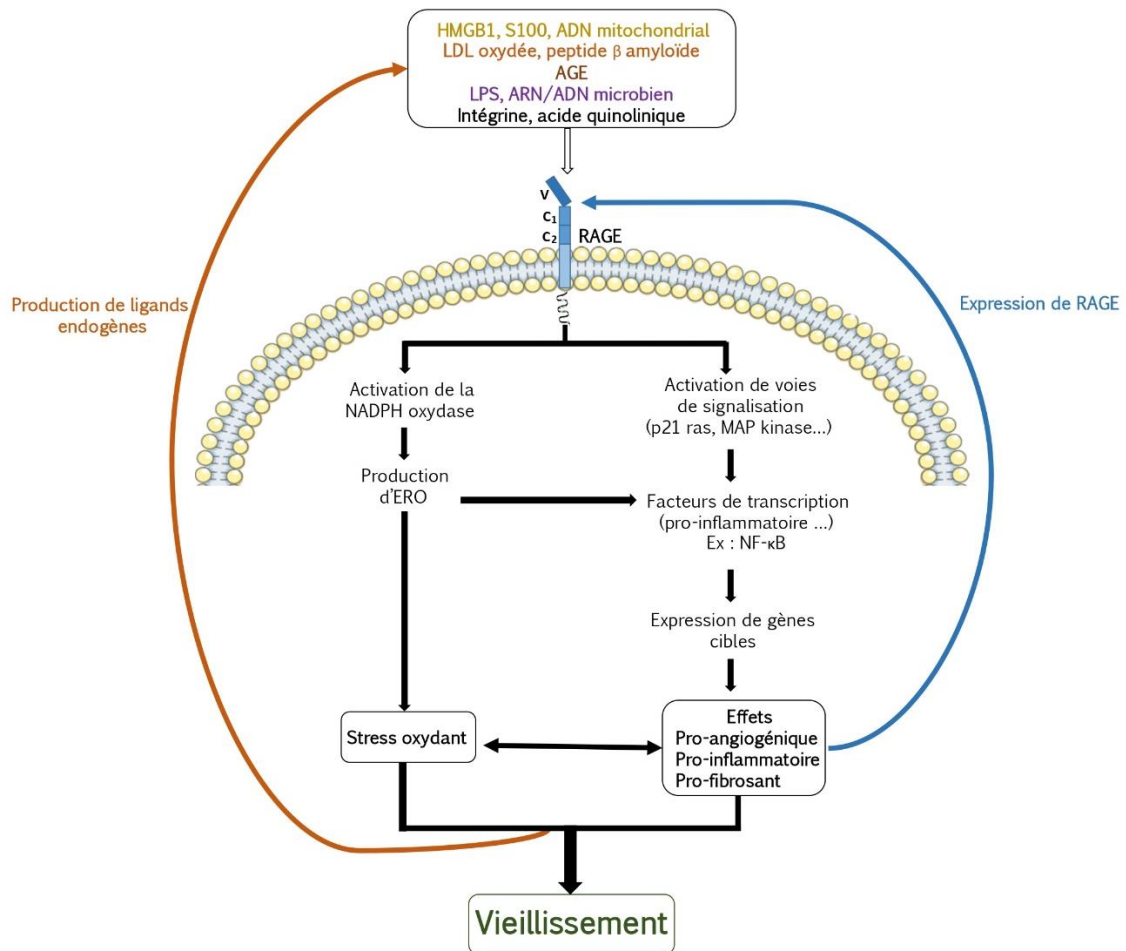 HMGB1, S100, ADN mitochondrial
LDL oxydée, peptide β amyloïde
AGE
LPS, ARN/ADN microbien
Intégrine, acide quinolinique
V
C₁
C₂
RAGE
Production de ligands
endogènes
Expression de RAGE
Activation de la
NADPH oxydase
Activation de voies
de signalisation
(p21 ras, MAP kinase...)
Production
d'ERO
Facteurs de transcription
(pro-inflammatoire ...)
Ex : NF-κB
Expression de gènes
cibles
Stress oxydant
Effets
Pro-angiogénique
Pro-inflammatoire
Pro-fibrosant
Vieillissement